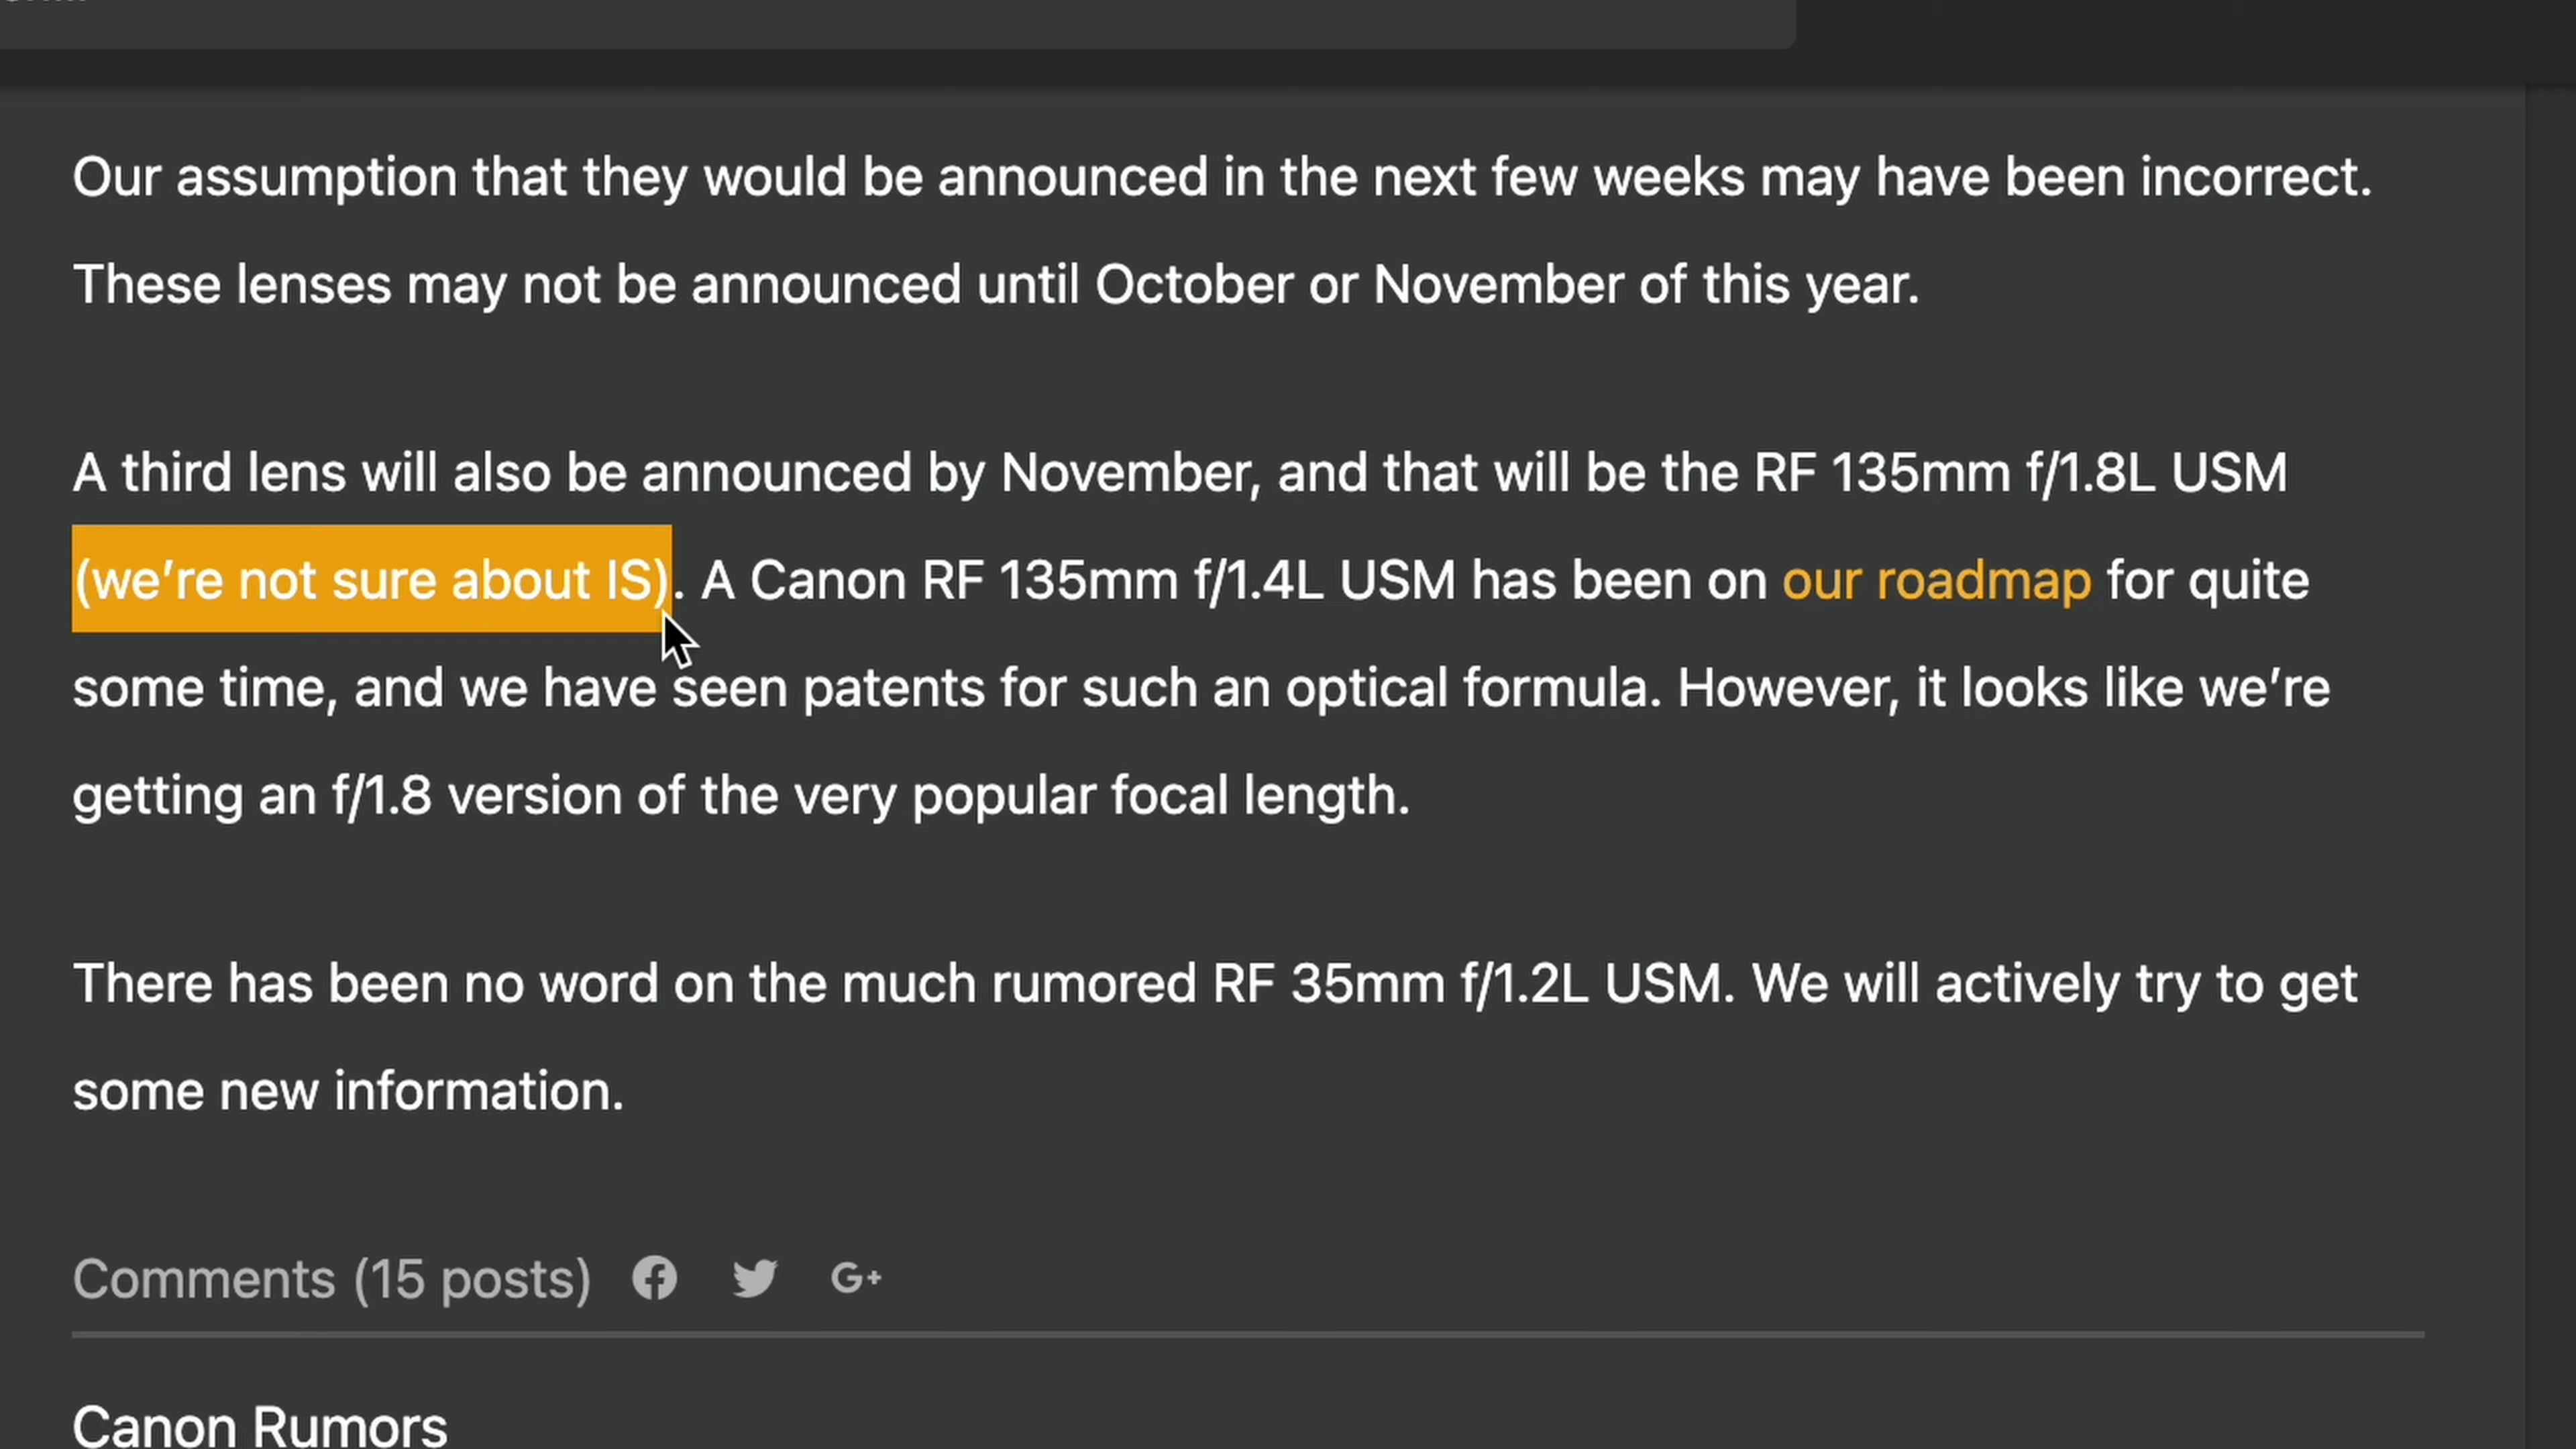 Our assumption that they would be announced in the next few weeks may have been incorrect.
These lenses may not be announced until October or November of this year.
A third lens will also be announced by November, and that will be the RF 135mm f/1.8L USM
(we’re not sure about IS). A Canon RF 135mm f/1.4L USM has been on our roadmap for quite
some time, and we have seen patents for such an optical formula. However, it looks like we’re
getting an f/1.8 version of the very popular focal length.
There has been no word on the much rumored RF 35mm f/1.2L USM. We will actively try to get
some new information.
Comments (15 posts) G+
Canon Rumors